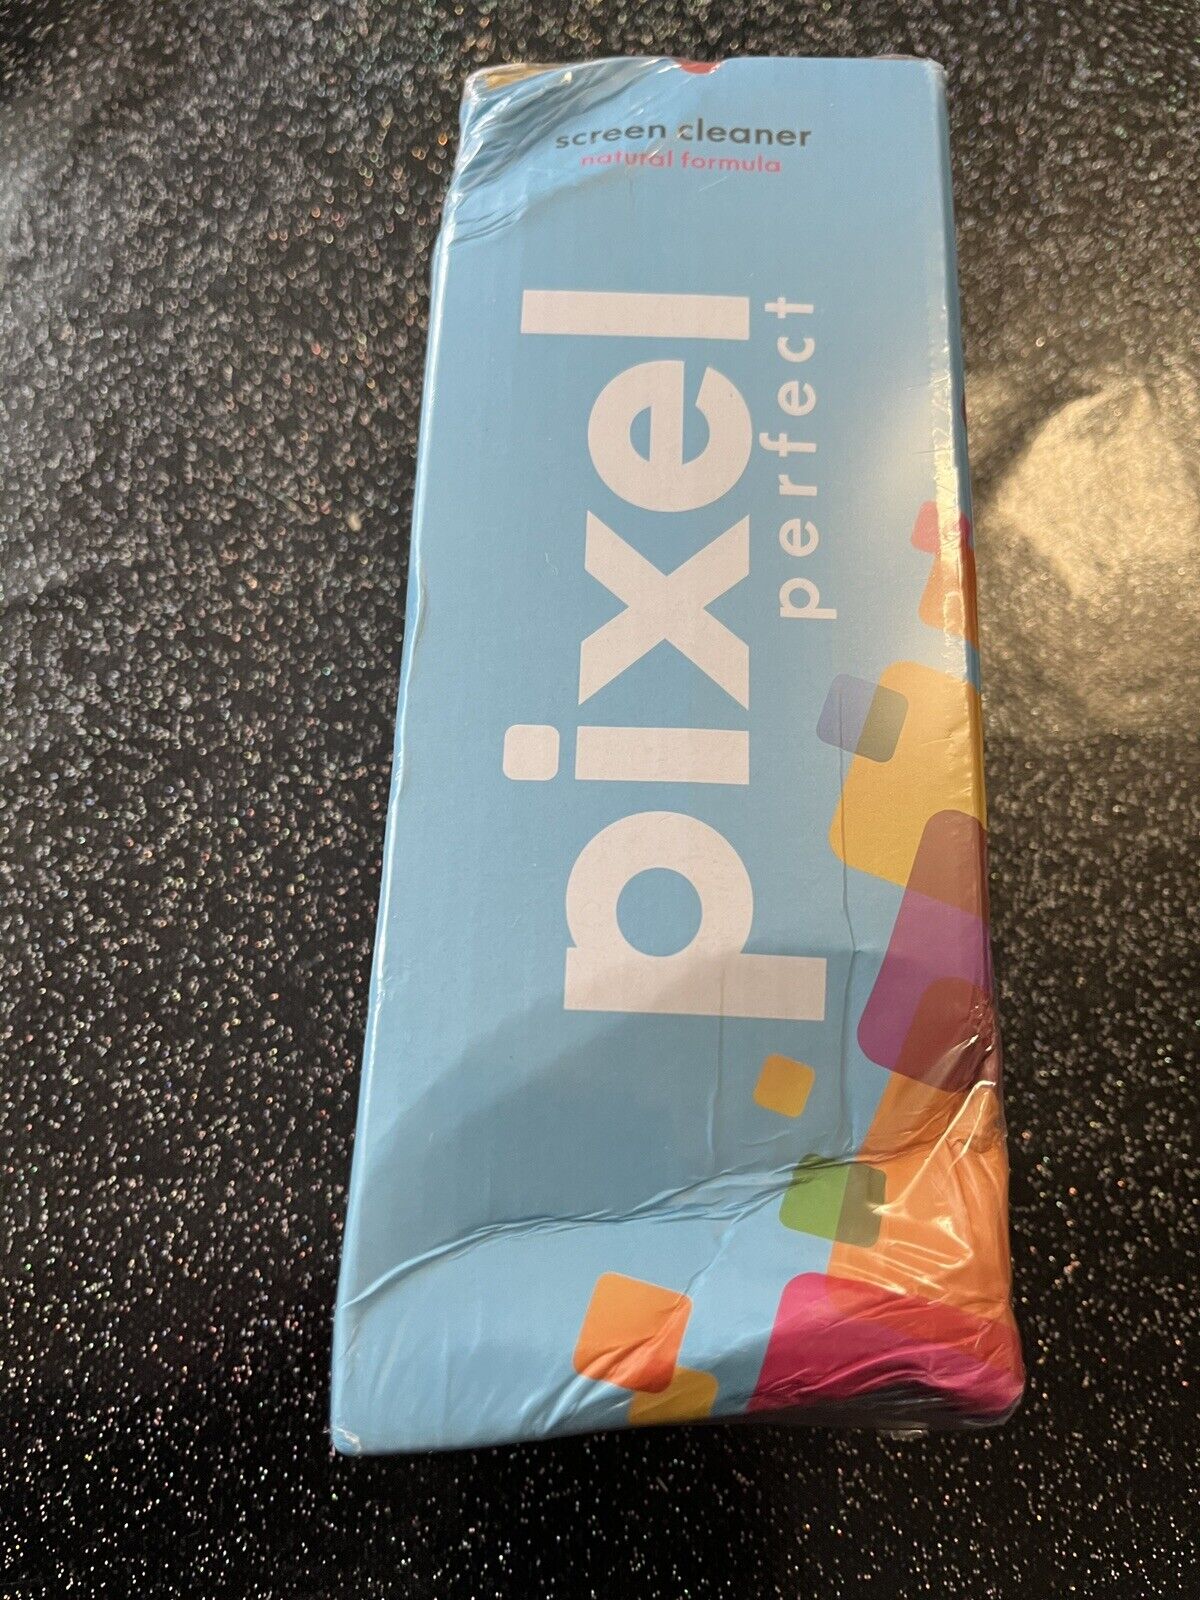 screen cleaner
natural formula
pixel
perfect